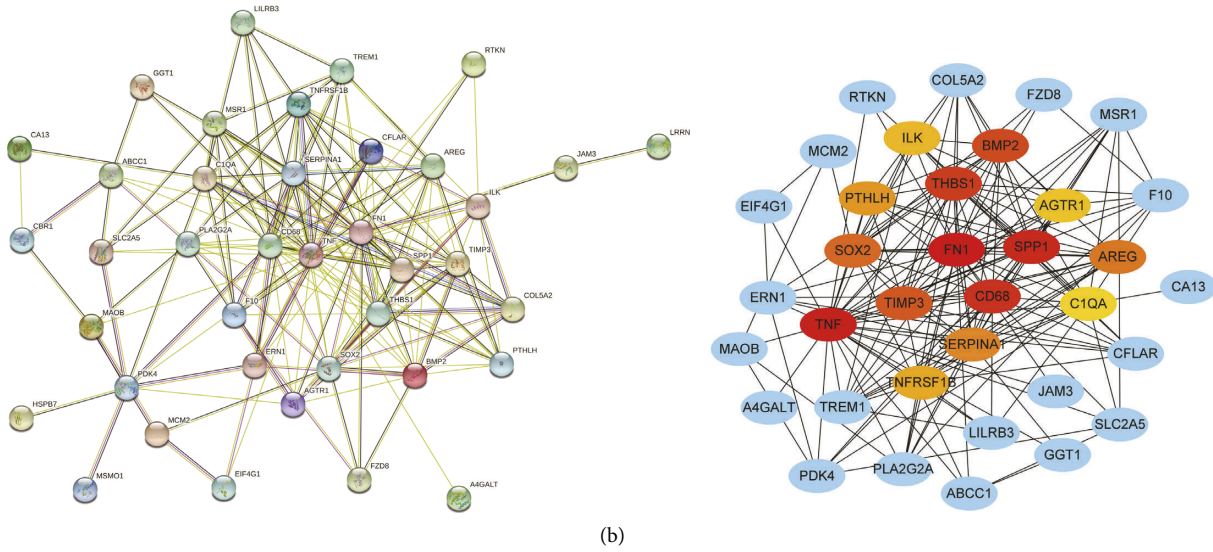 LILRB3
RTKN
TREM1
GGT1
TNFRSF1B
MSR1
CFLAR
CA13
LRRN
JAM3
AREG
SERPINA1
ABCC1
C1QA
ILK
FN1
CBR1
PLA2G2A
CD68
TNF
SLC2A5
TIMP3
SPP1
COL5A2
F10
THBS1
MAOB
PTHLH
ERN1
SOX2
BMP2
PDK4
AGTR1
HSPB7
MCM2
MSMO1
EIF4G1
FZD8
A4GALT
COL5A2
RTKN
FZD8
MSR1
ILK
BMP2
MCM2
THBS1
PTHLH
AGTR1
F10
EIF4G1
SOX2
FN1
SPP1
AREG
CA13
ERN1
TIMP3
CD68
C1QA
TNF
MAOB
SERPINA1
CFLAR
TNFRSF1B
JAM3
A4GALT
TREM1
SLC2A5
LILRB3
GGT1
PDK4
PLA2G2A
ABCC1
(b)